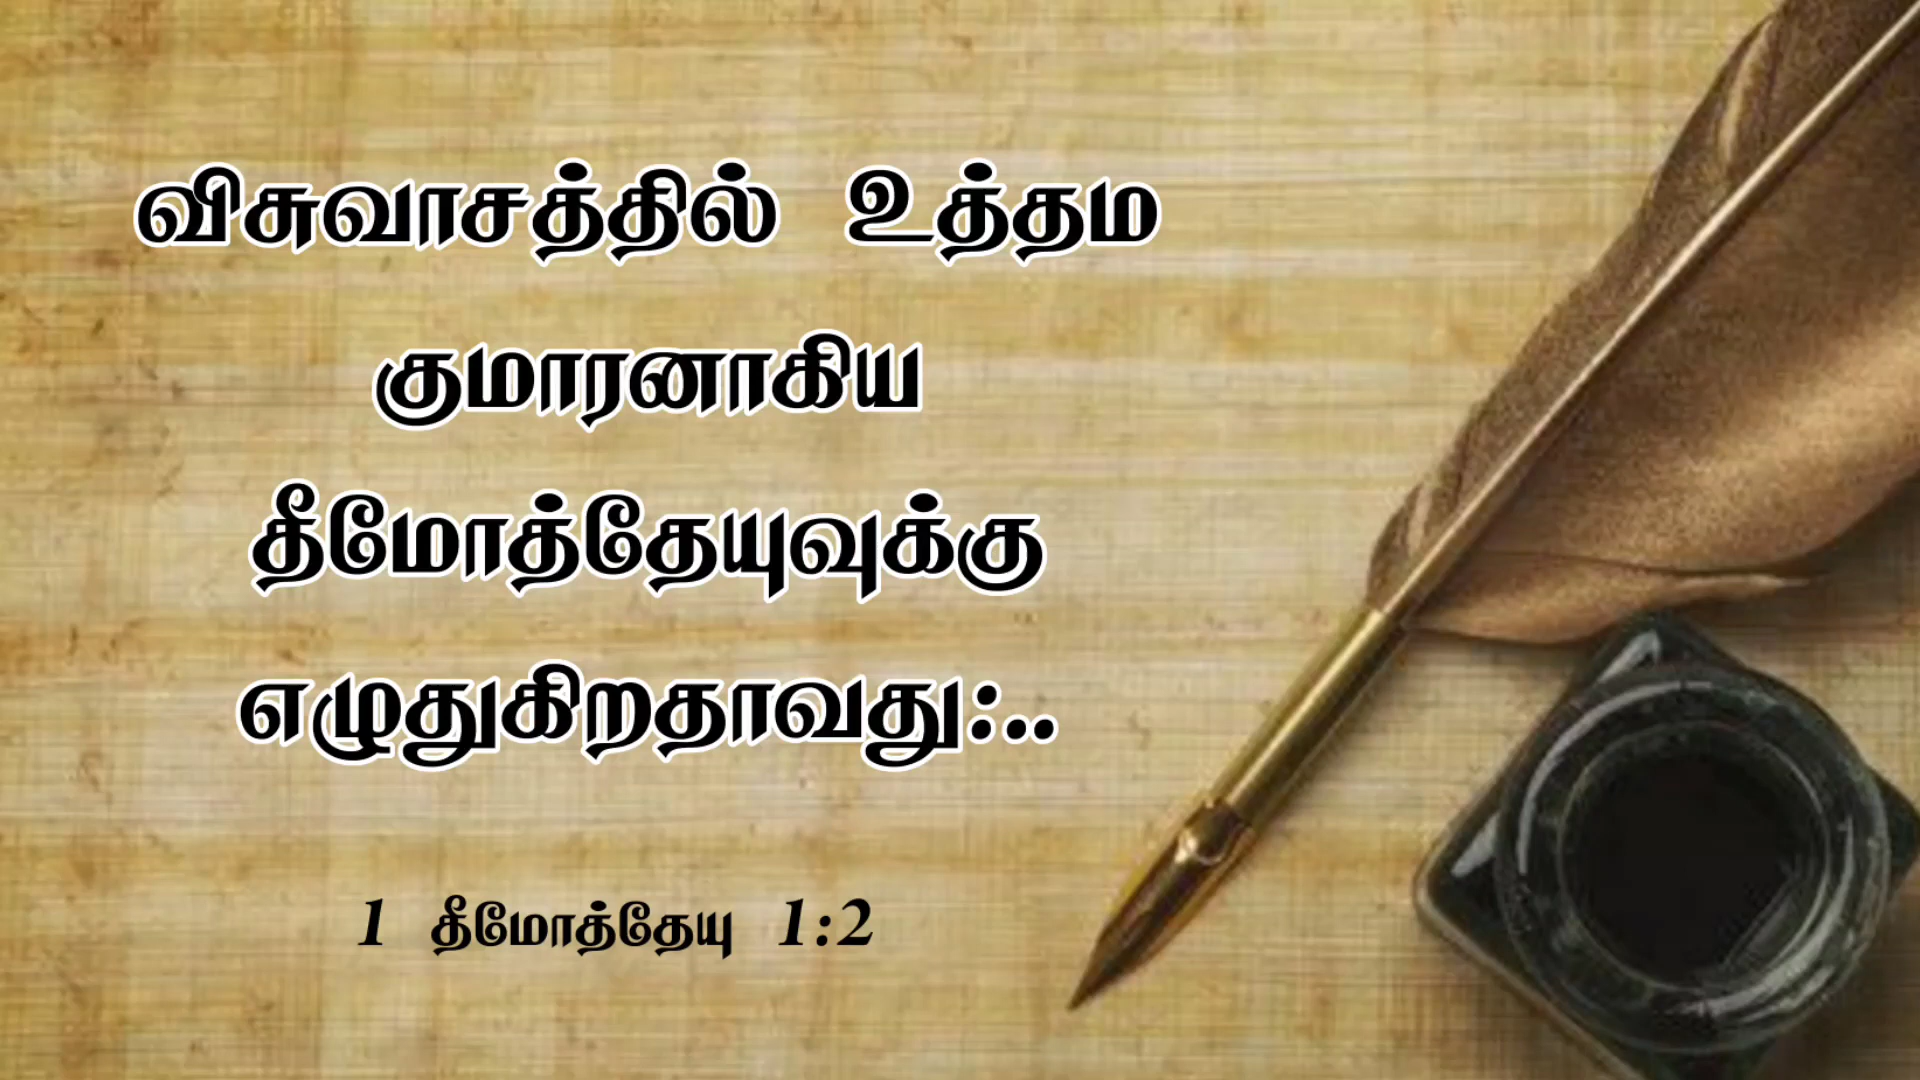 விசுவாசத்தில் உத்தம
குமாரனாகிய
தீமோத்தேயுவுக்கு
எழுதுகிறதாவது:..
1 தீமோத்தேயு 1:2